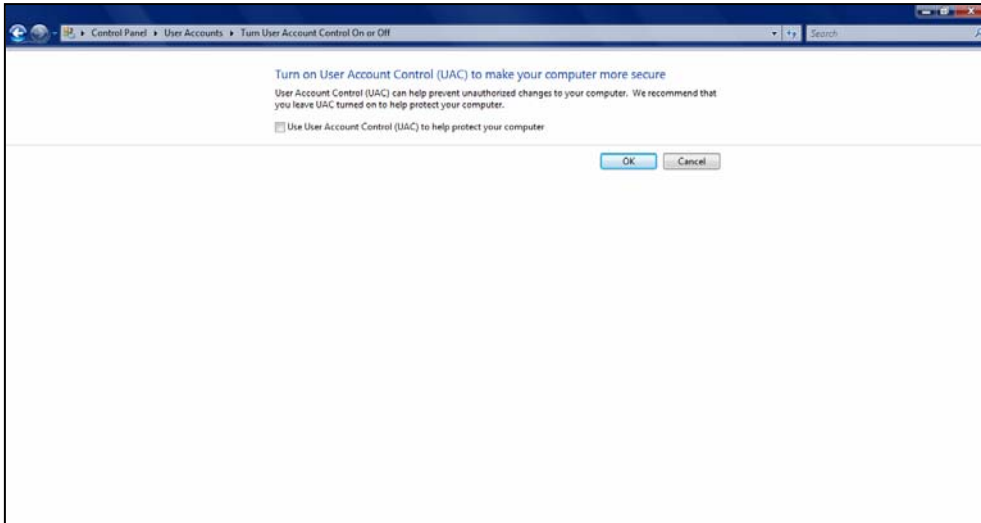 Control Panel User Accounts Turn User Account Control On or Off Search
Turn on User Account Control (UAC) to make your computer more secure
User Account Control (UAC) can help prevent unauthorized changes to your computer. We recommend that
you leave UAC turned on to help protect your computer.
Use User Account Control (UAC) to help protect your computer
OK Cancel